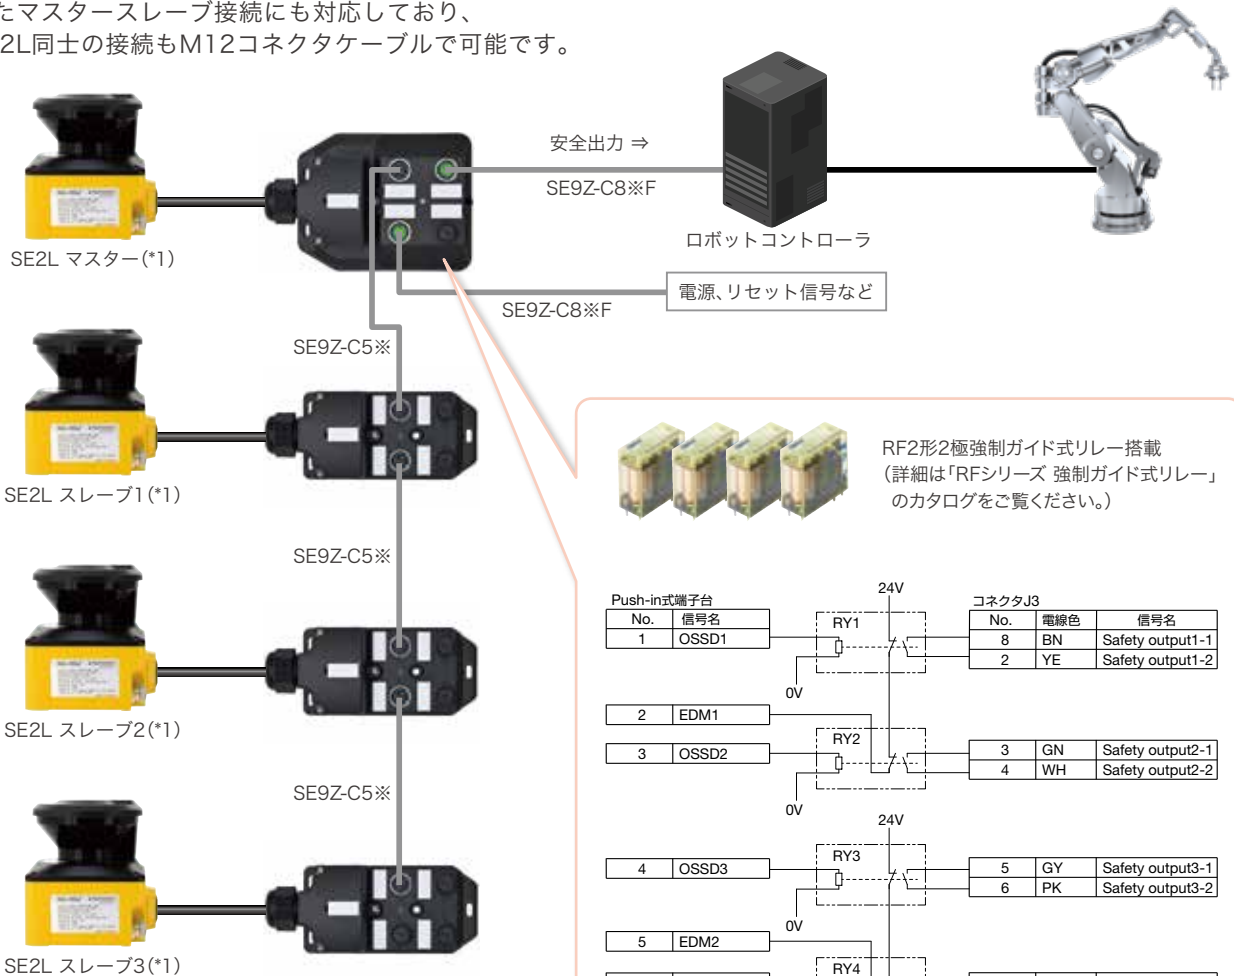 たマスタースレーブ接続にも対応しており、
2L同士の接続もM12コネクタケーブルで可能です。
安全出力 ⇒
SE9Z-C8※F
ロボットコントローラ
SE2L マスター(*1)
電源、リセット信号など
SE9Z-C8※F
SE9Z-C5※
SE2L スレーブ1(*1)
SE9Z-C5※
SE2L スレーブ2(*1)
SE9Z-C5※
SE2L スレーブ3(*1)
RF2形2極強制ガイド式リレー搭載
(詳細は「RFシリーズ 強制ガイド式リレー」
のカタログをご覧ください。)
24V
Push-in式端子台
コネクタJ3
No. 信号名
RY1
No. 電線色 信号名
1 OSSD1
8 BN Safety output1-1
2 YE Safety output1-2
0V
2 EDM1
RY2
3 OSSD2
3 GN Safety output2-1
4 WH Safety output2-2
0V
24V
RY3
4 OSSD3
5 GY Safety output3-1
6 PK Safety output3-2
0V
5 EDM2
RY4